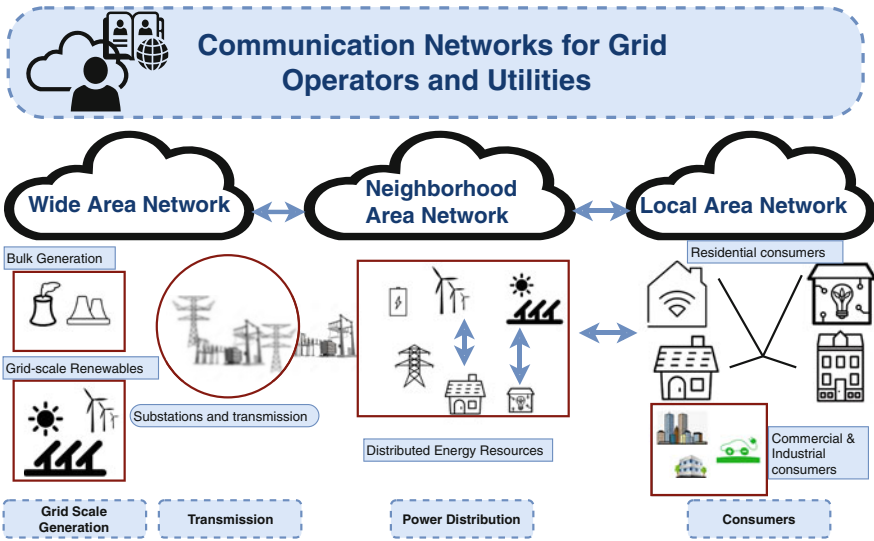 Communication Networks for Grid
Operators and Utilities
Wide Area Network
Neighborhood
Area Network
Local Area Network
Bulk Generation
Residential consumers
Grid-scale Renewables
Substations and transmission
Distributed Energy Resources
Commercial &
Industrial
consumers
Grid Scale
Generation
Transmission
Power Distribution
Consumers